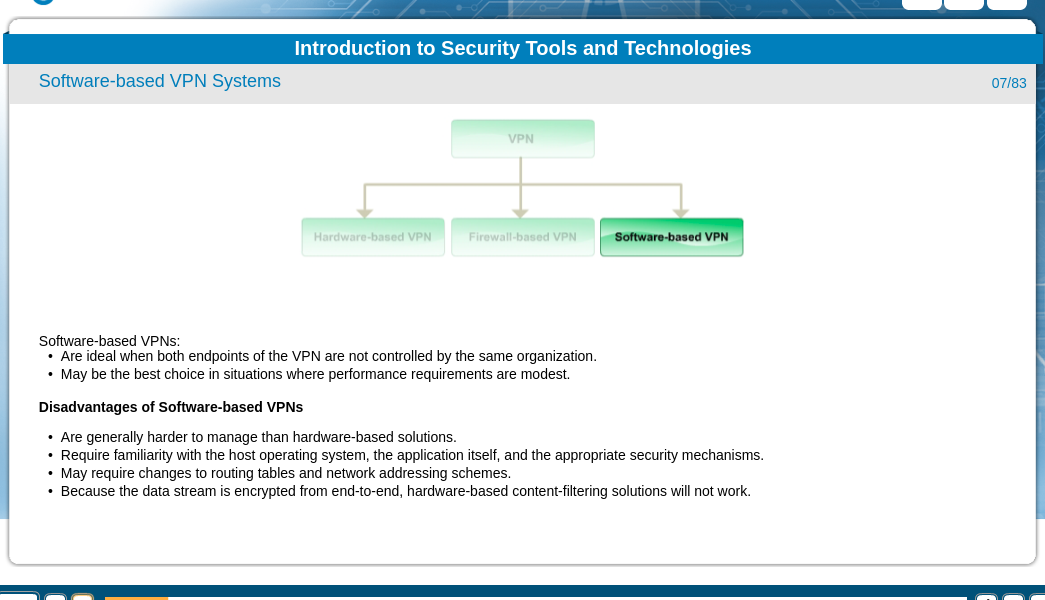 Introduction to Security Tools and Technologies
Software-based VPN Systems
07/83
VPN
Hardware-based VPN
Firewall-based VPN
Software-based VPN
Software-based VPNs:
• Are ideal when both endpoints of the VPN are not controlled by the same organization.
• May be the best choice in situations where performance requirements are modest.
Disadvantages of Software-based VPNs
• Are generally harder to manage than hardware-based solutions.
• Require familiarity with the host operating system, the application itself, and the appropriate security mechanisms.
• May require changes to routing tables and network addressing schemes.
• Because the data stream is encrypted from end-to-end, hardware-based content-filtering solutions will not work.